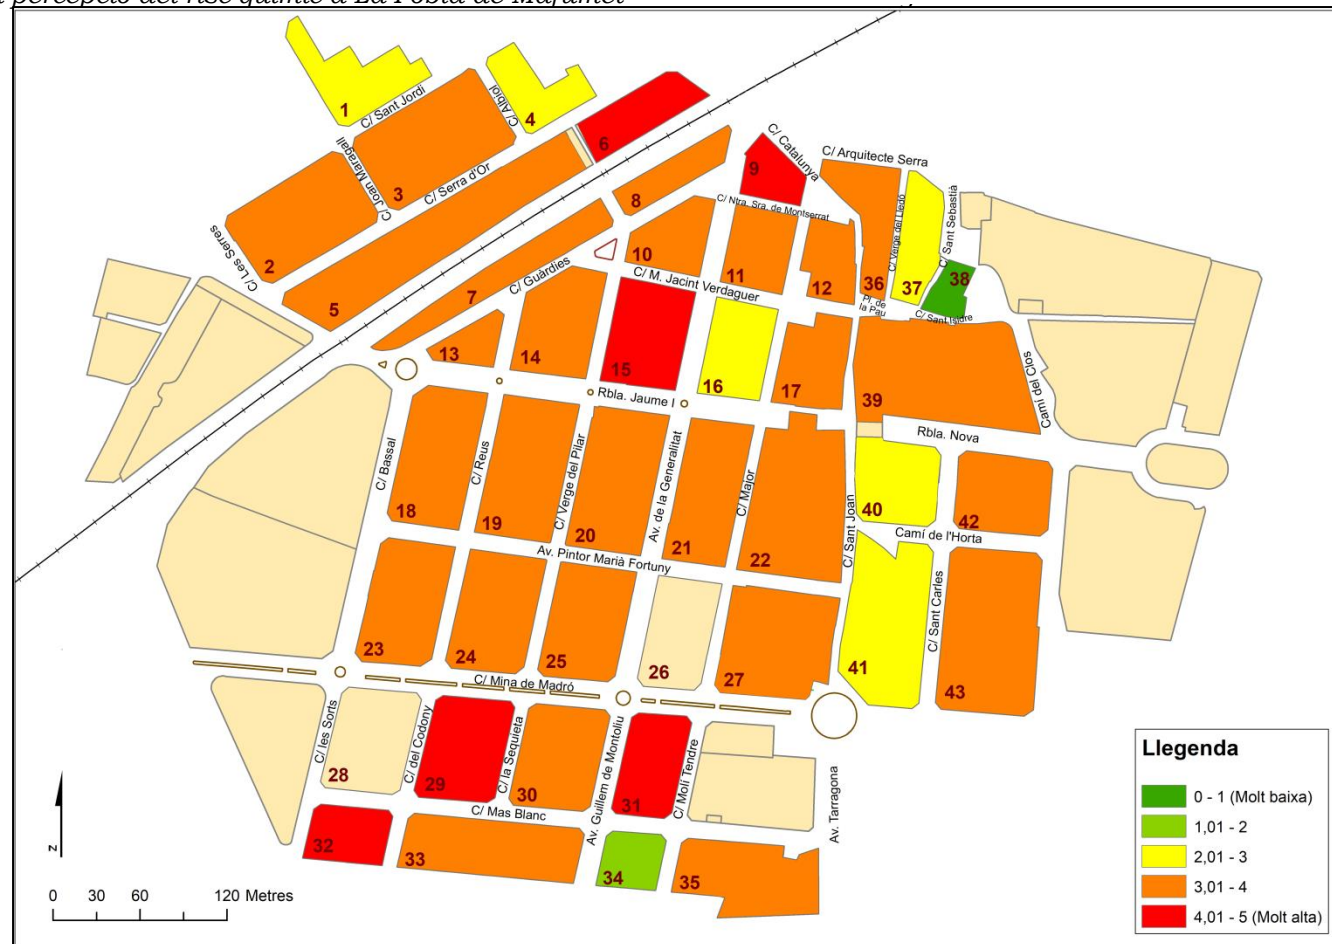 percepció del risc químic a La Pobla de Mafumet
1
C/ Sant Jordi
4
C/ Albiol
6
C/ Joan Maragall
3
C/ Serra d'Or
2
C/ Les Serres
5
7
C/ Guàrdies
8
9
C/ Catalunya
C/ Arquitecte Serra
C/ Ntra. Sra. de Montserrat
C/ Verge del Lledó
C/ Sant Sebastià
10
C/ M. Jacint Verdaguer
11
12
36
37
38
Pl. de
la Pau
C/ Sant Isidre
13
14
15
16
17
39
Camí del Clos
Rbla. Jaume I
Rbla. Nova
C/ Bassal
C/ Reus
C/ Verge del Pilar
Av. de la Generalitat
C/ Major
C/ Sant Joan
18
19
20
21
22
40
42
Camí de l'Horta
Av. Pintor Marià Fortuny
C/ Sant Carles
23
24
25
26
27
41
43
C/ Mina de Madró
C/ les Sorts
C/ del Codony
C/ la Sequieta
Av. Guillem de Montoliu
C/ Molí Tendre
Av. Tarragona
28
29
30
31
C/ Mas Blanc
32
33
34
35
N
0 30 60 120 Metres
Llegenda
0 - 1 (Molt baixa)
1,01 - 2
2,01 - 3
3,01 - 4
4,01 - 5 (Molt alta)